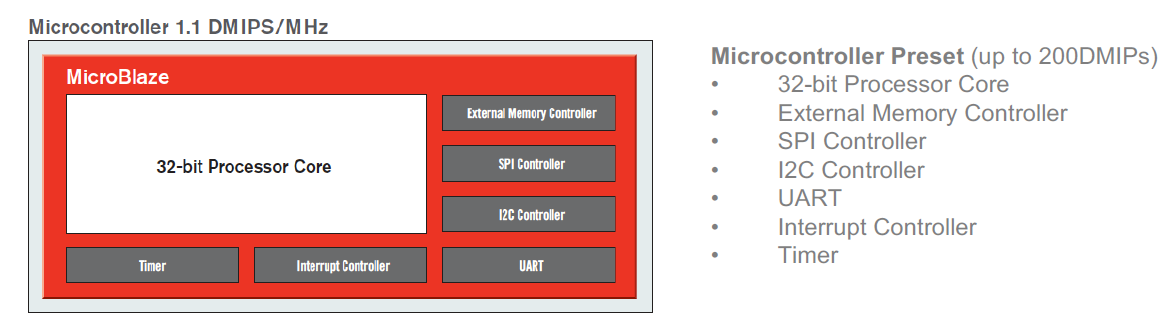 Microcontroller 1.1 DMIPS/MHz
MicroBlaze
32-bit Processor Core
External Memory Controller
SPI Controller
I2C Controller
Timer
Interrupt Controller
UART
Microcontroller Preset (up to 200DMIPs)
• 32-bit Processor Core
• External Memory Controller
• SPI Controller
• I2C Controller
• UART
• Interrupt Controller
• Timer